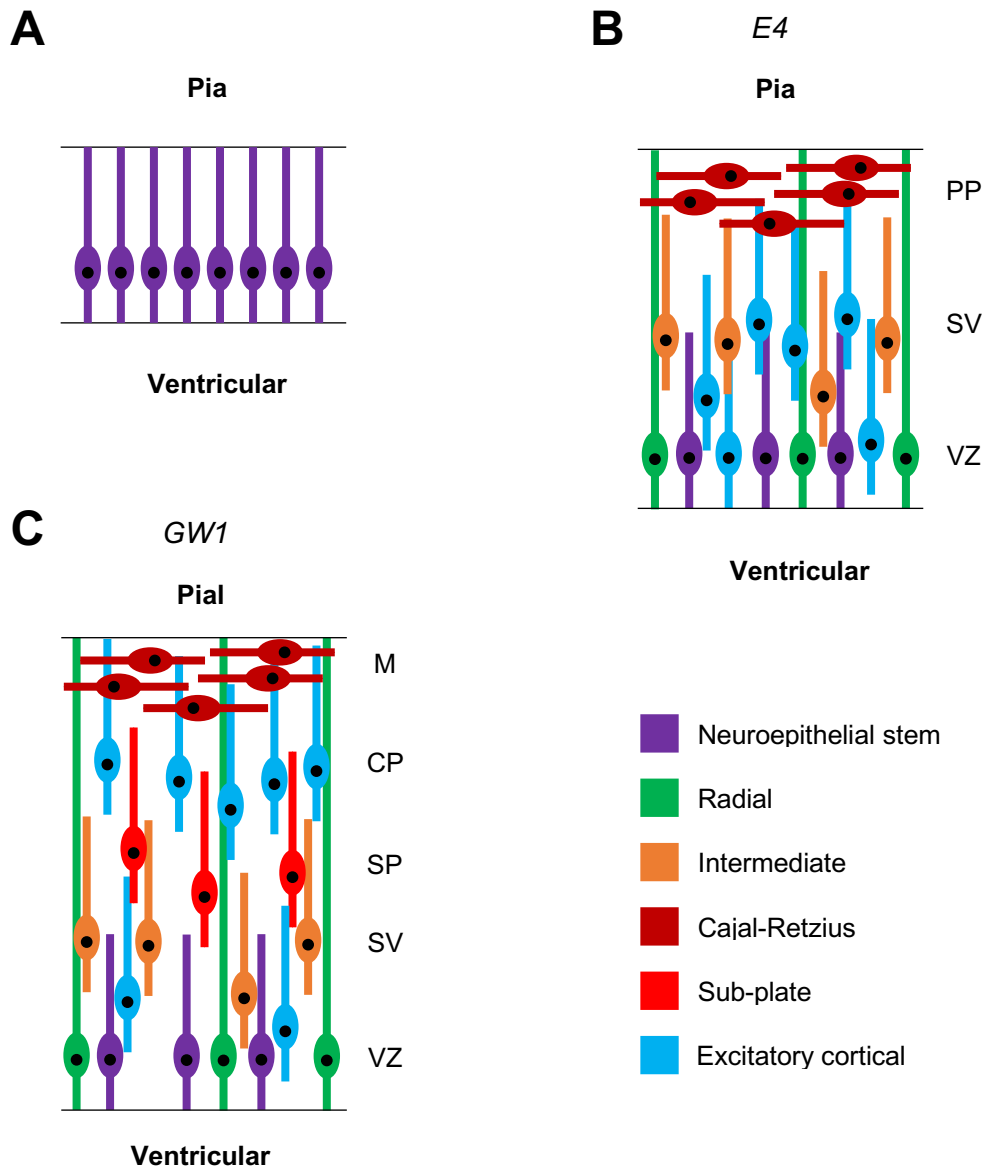 A
Pia
Ventricular
B
E4
Pia
PP
SV
VZ
Ventricular
C
GW1
Pial
M
CP
SP
SV
VZ
Ventricular
Neuroepithelial stem
Radial
Intermediate
Cajal-Retzius
Sub-plate
Excitatory cortical